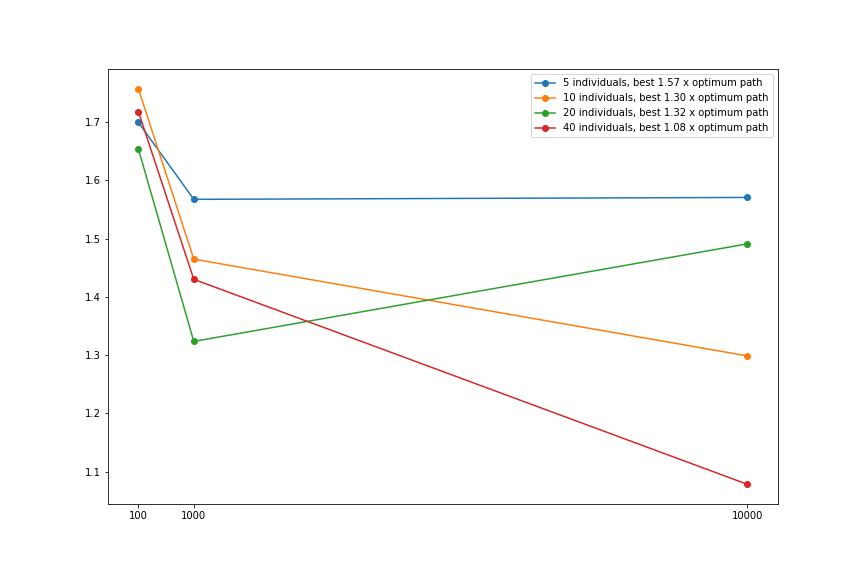 5 individuals, best 1.57 x optimum path
10 individuals, best 1.30 x optimum path
20 individuals, best 1.32 x optimum path
40 individuals, best 1.08 x optimum path
1.7
1.6
1.5
1.4
1.3
1.2
1.1
100 1000 10000